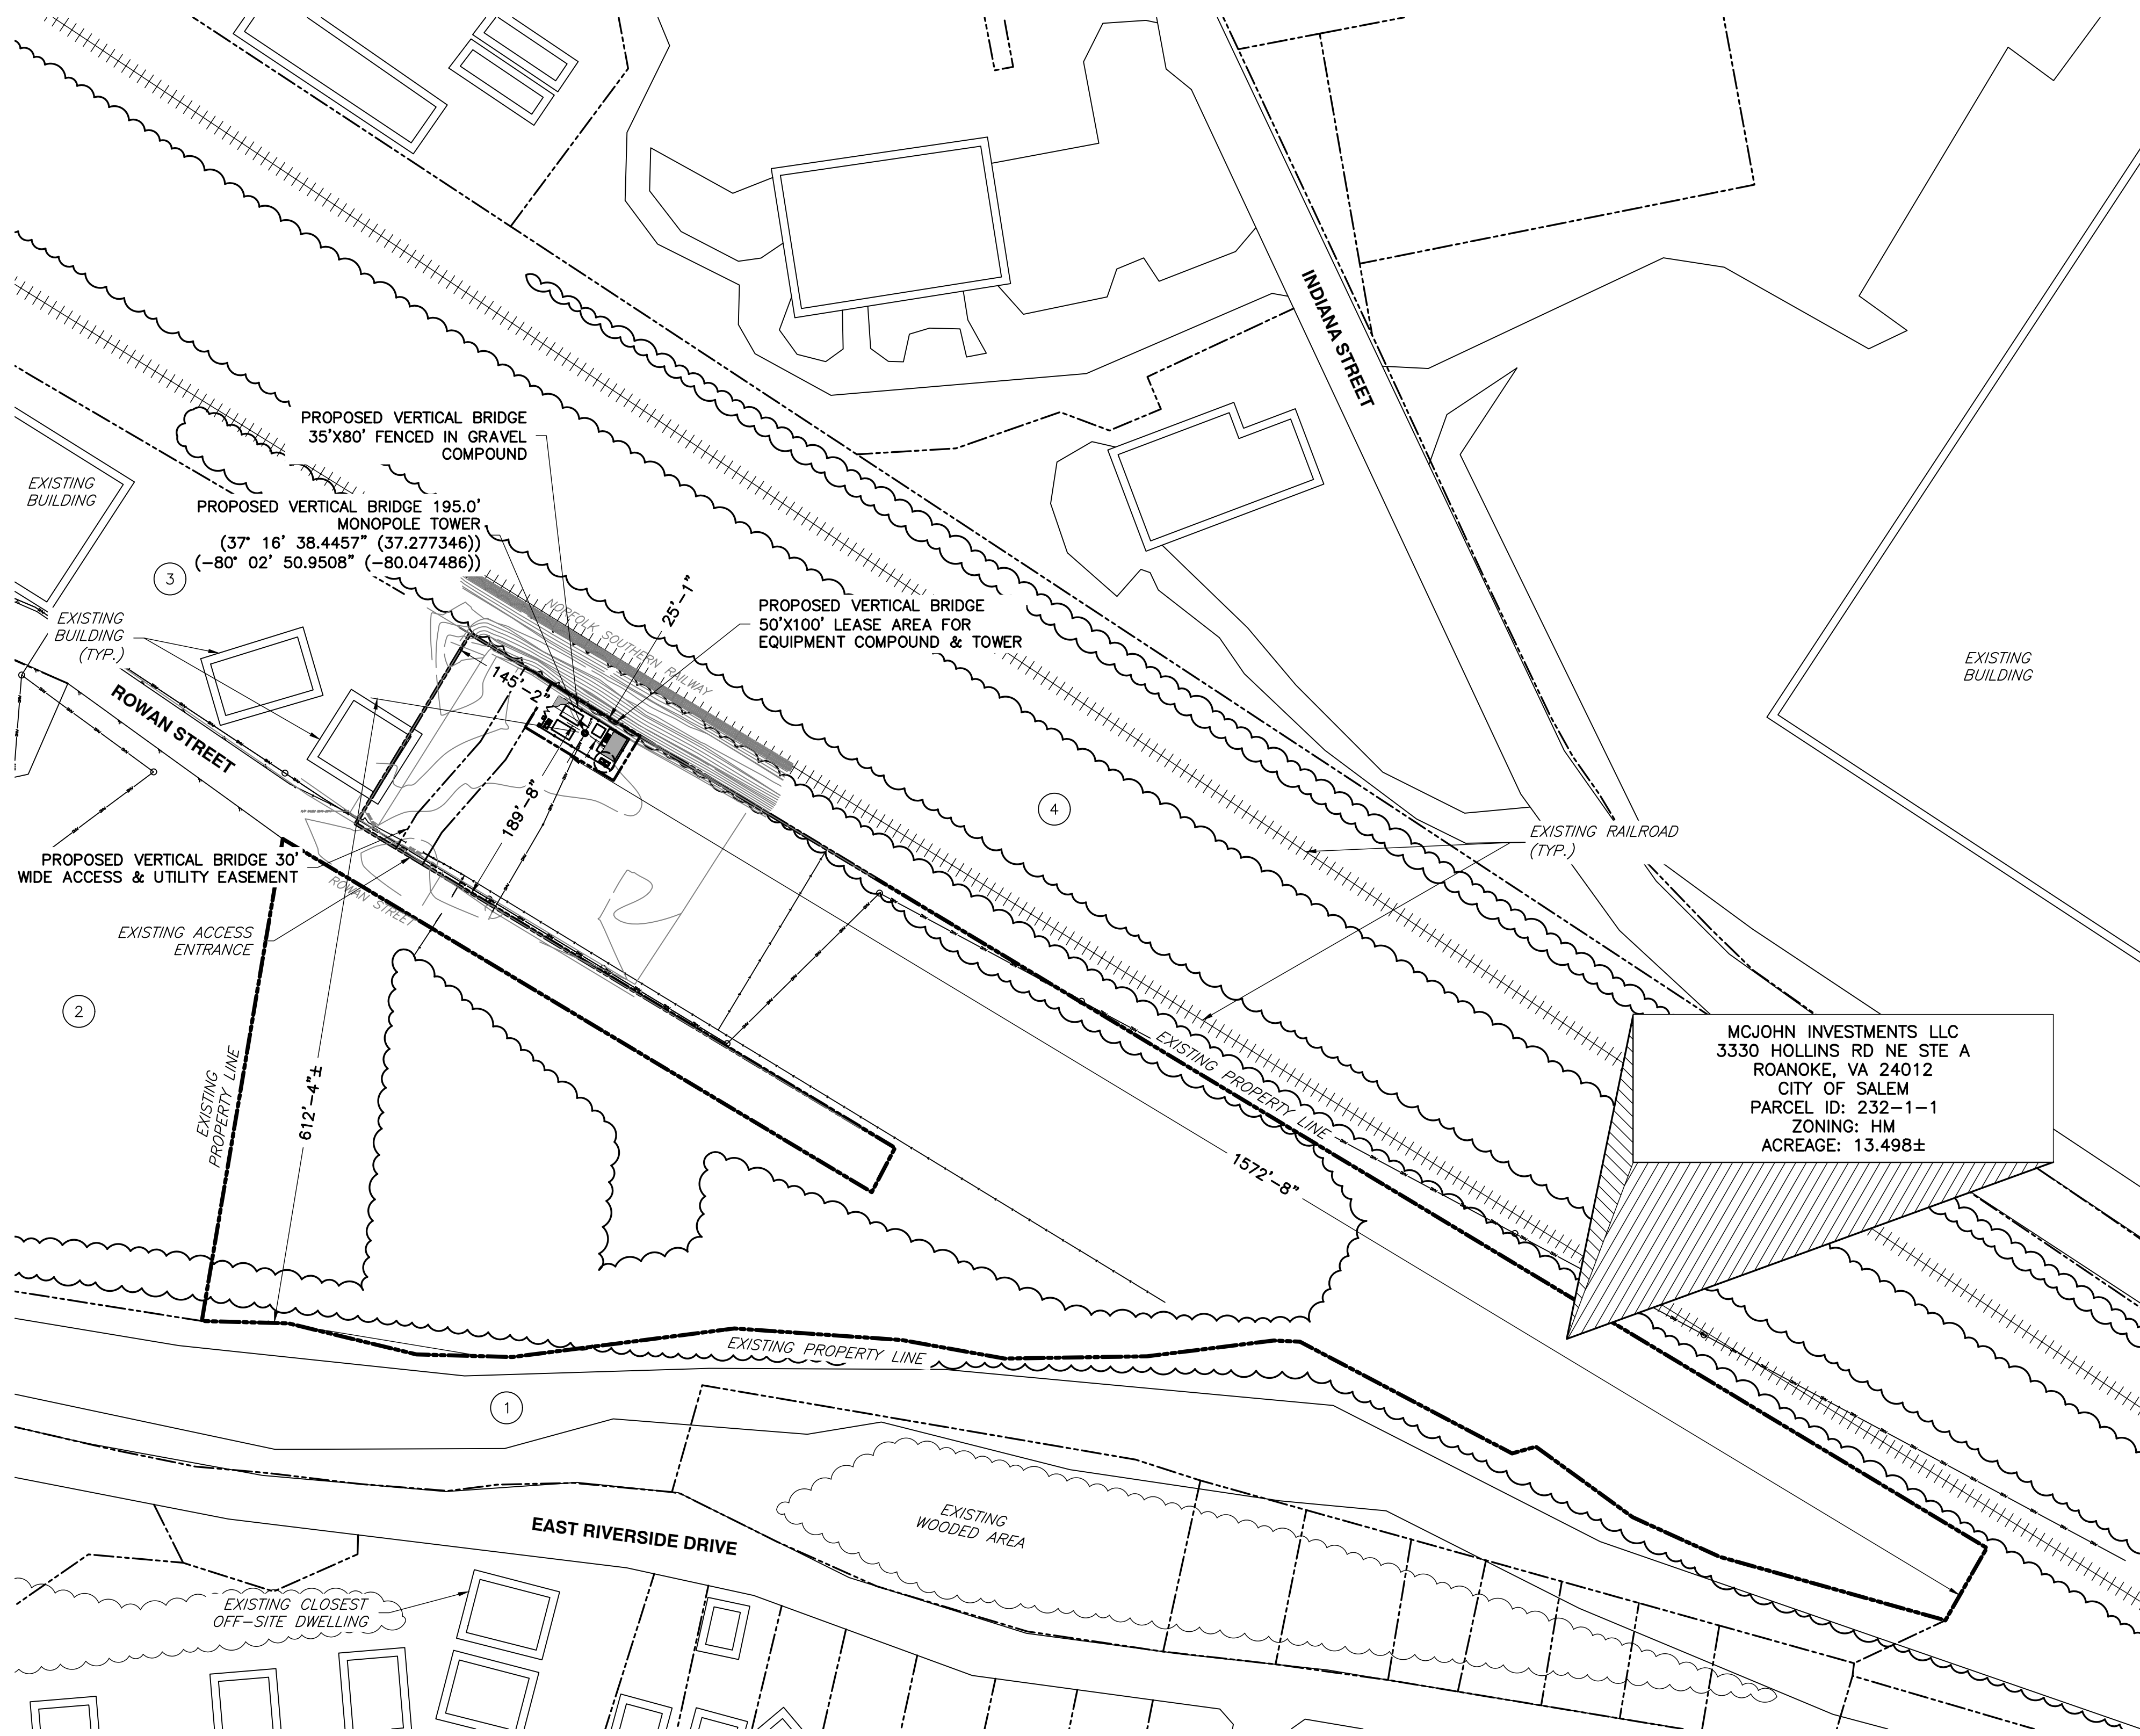 INDIANA STREET
PROPOSED VERTICAL BRIDGE
35'X80' FENCED IN GRAVEL
COMPOUND
EXISTING
BUILDING
PROPOSED VERTICAL BRIDGE 195.0'
MONOPOLE TOWER
(37° 16' 38.4457" (37.277346))
(-80° 02' 50.9508" (-80.047486))
3
EXISTING
BUILDING
(TYP.)
NORFOLK SOUTHERN RAILWAY
25'-1"
PROPOSED VERTICAL BRIDGE
50'X100' LEASE AREA FOR
EQUIPMENT COMPOUND & TOWER
EXISTING
BUILDING
145'-2"
ROWAN STREET
189'-8"
4
EXISTING RAILROAD
(TYP.)
PROPOSED VERTICAL BRIDGE 30'
WIDE ACCESS & UTILITY EASEMENT
ROWAN STREET
EXISTING ACCESS
ENTRANCE
2
EXISTING
PROPERTY LINE
612'-4"±
EXISTING PROPERTY LINE
1572'-8"
MCJOHN INVESTMENTS LLC
3330 HOLLINS RD NE STE A
ROANOKE, VA 24012
CITY OF SALEM
PARCEL ID: 232-1-1
ZONING: HM
ACREAGE: 13.498±
EXISTING PROPERTY LINE
1
EAST RIVERSIDE DRIVE
EXISTING
WOODED AREA
EXISTING CLOSEST
OFF-SITE DWELLING